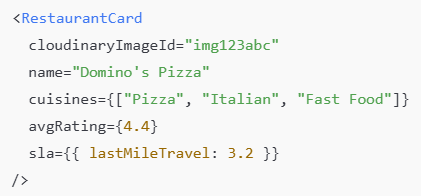 <RestaurantCard
  cloudinaryImageId="img123abc"
  name="Domino's Pizza"
  cuisines={["Pizza", "Italian", "Fast Food"]}
  avgRating={4.4}
  sla={{ lastMileTravel: 3.2 }}
/>